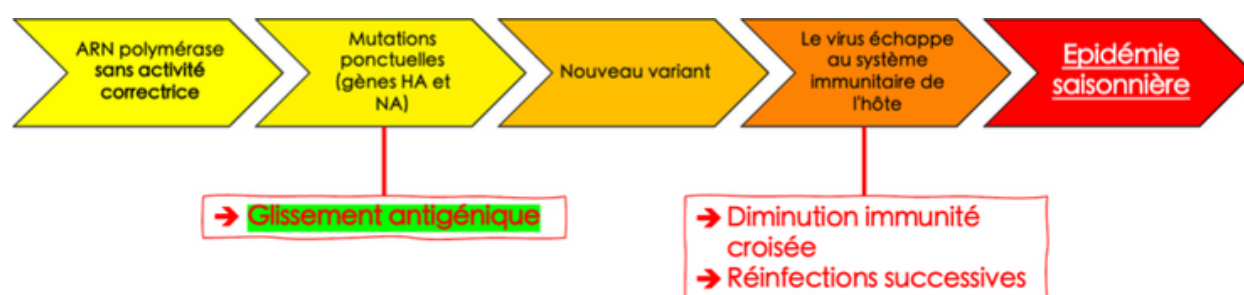 ARN polymérase
sans activité
correctrice
Mutations
ponctuelles
(gènes HA et
NA)
Nouveau variant
Le virus échappe
au système
immunitaire de
l'hôte
Epidémie
saisonnière
➔ Glissement antigénique
➔ Diminution immunité
croisée
➔ Réinfections successives